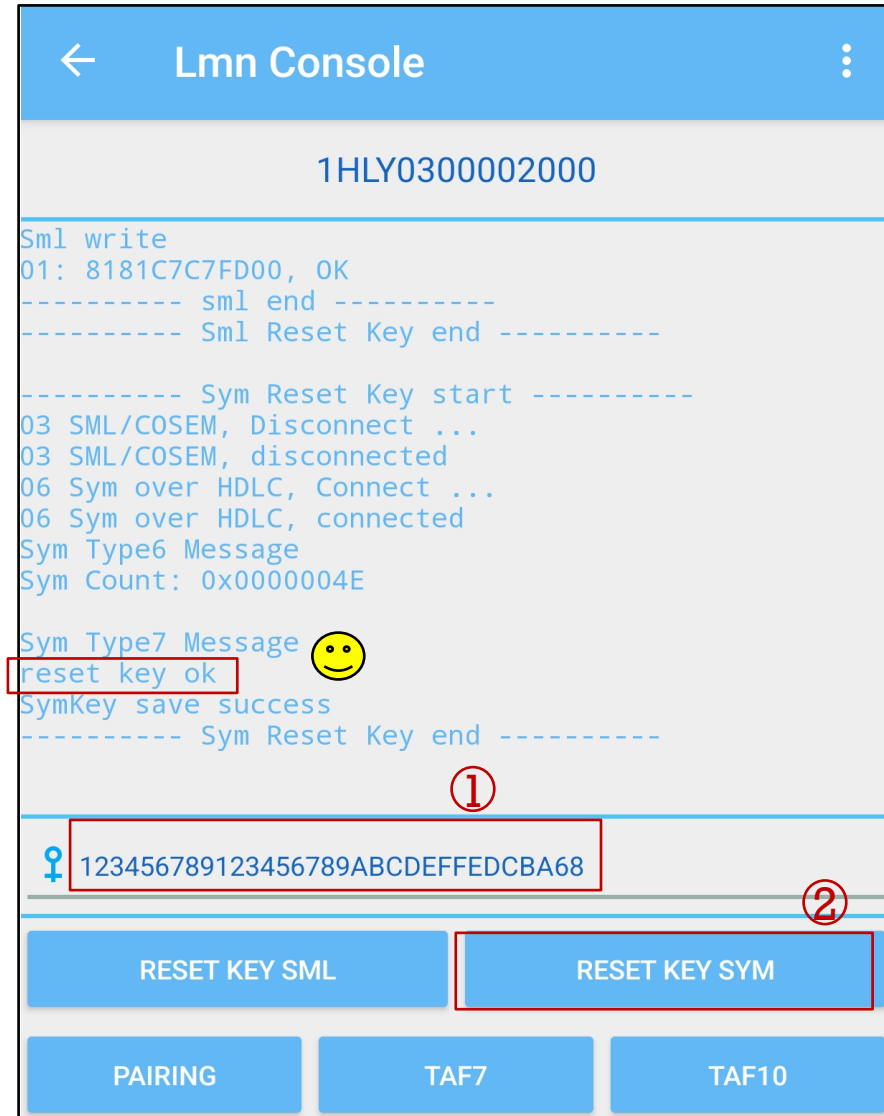 Lmn Console
1HLY0300002000
Sml write
01: 8181C7C7FD00, OK
---------- sml end ----------
---------- Sml Reset Key end ----------
---------- Sym Reset Key start ----------
03 SML/COSEM, Disconnect ...
03 SML/COSEM, disconnected
06 Sym over HDLC, Connect ...
06 Sym over HDLC, connected
Sym Type6 Message
Sym Count: 0x0000004E
Sym Type7 Message
reset key ok
SymKey save success
---------- Sym Reset Key end ----------
①
123456789123456789ABCDEFFEDCBA68
②
RESET KEY SML RESET KEY SYM
PAIRING TAF7 TAF10